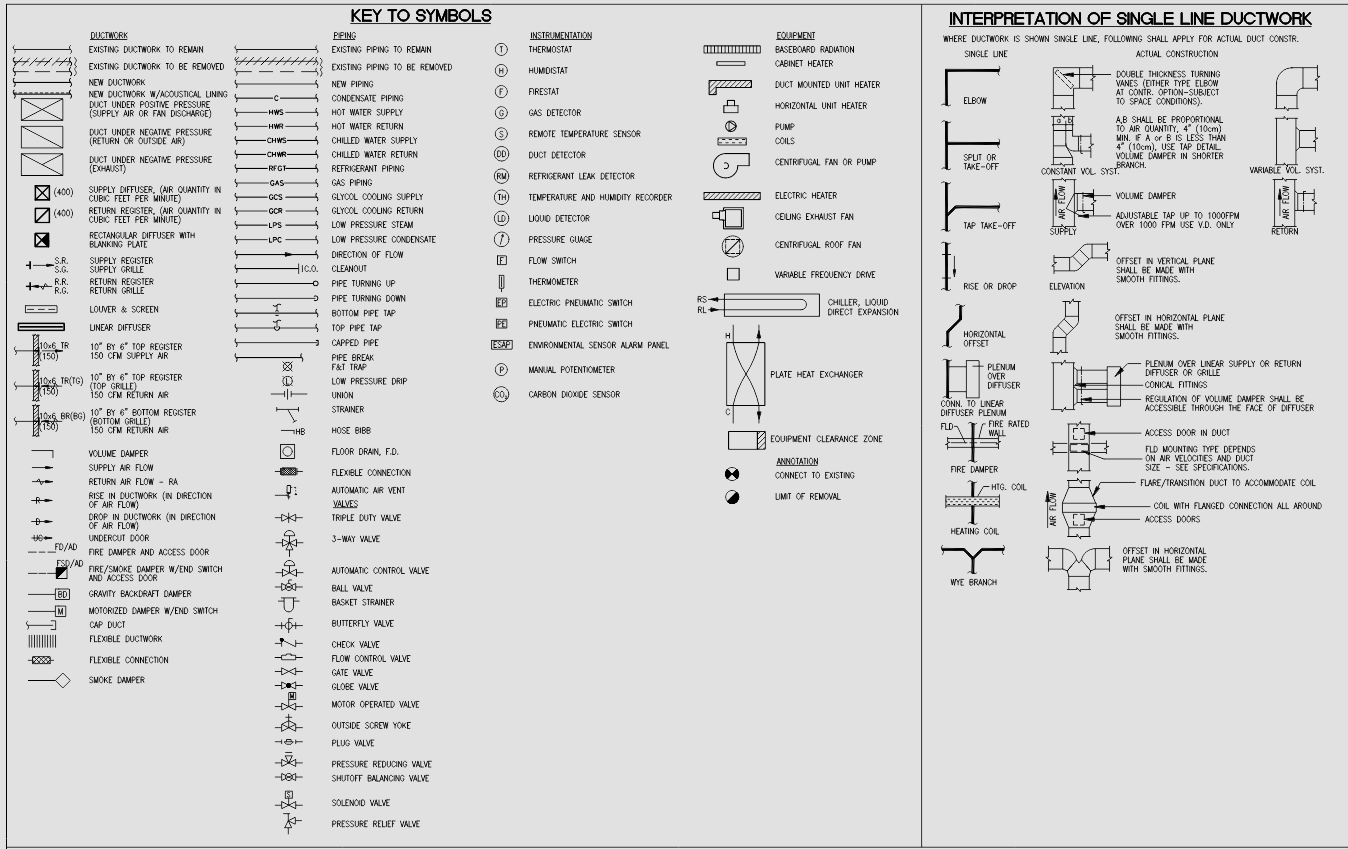 KEY TO SYMBOLS
DUCTWORK
EXISTING DUCTWORK TO REMAIN
EXISTING DUCTWORK TO BE REMOVED
NEW DUCTWORK
NEW DUCTWORK W/ACOUSTICAL LINING
DUCT UNDER POSITIVE PRESSURE
(SUPPLY AIR OR FAN DISCHARGE)
DUCT UNDER NEGATIVE PRESSURE
(RETURN OR OUTSIDE AIR)
DUCT UNDER NEGATIVE PRESSURE
(EXHAUST)
(400) SUPPLY DIFFUSER, (AIR QUANTITY IN
CUBIC FEET PER MINUTE)
(400) RETURN REGISTER, (AIR QUANTITY IN
CUBIC FEET PER MINUTE)
RECTANGULAR DIFFUSER WITH
BLANKING PLATE
S.R. SUPPLY REGISTER
S.G. SUPPLY GRILLE
R.R. RETURN REGISTER
R.G. RETURN GRILLE
LOUVER & SCREEN
LINEAR DIFFUSER
10x6 TR 10" BY 6" TOP REGISTER
(150) 150 CFM SUPPLY AIR
10x6 TR(TG) 10" BY 6" TOP REGISTER
(TOP GRILLE)
(150) 150 CFM RETURN AIR
10x6 BR(BG) 10" BY 6" BOTTOM REGISTER
(BOTTOM GRILLE)
(150) 150 CFM RETURN AIR
VOLUME DAMPER
SUPPLY AIR FLOW
RETURN AIR FLOW - RA
R RISE IN DUCTWORK (IN DIRECTION
OF AIR FLOW)
D DROP IN DUCTWORK (IN DIRECTION
OF AIR FLOW)
UC UNDERCUT DOOR
FD/AD FIRE DAMPER AND ACCESS DOOR
FSD/AD FIRE/SMOKE DAMPER W/END SWITCH
AND ACCESS DOOR
BD GRAVITY BACKDRAFT DAMPER
M MOTORIZED DAMPER W/END SWITCH
CAP DUCT
FLEXIBLE DUCTWORK
FLEXIBLE CONNECTION
SMOKE DAMPER
PIPING
EXISTING PIPING TO REMAIN
EXISTING PIPING TO BE REMOVED
NEW PIPING
C CONDENSATE PIPING
HWS HOT WATER SUPPLY
HWR HOT WATER RETURN
CHWS CHILLED WATER SUPPLY
CHWR CHILLED WATER RETURN
RFGT REFRIGERANT PIPING
GAS GAS PIPING
GCS GLYCOL COOLING SUPPLY
GCR GLYCOL COOLING RETURN
LPS LOW PRESSURE STEAM
LPC LOW PRESSURE CONDENSATE
DIRECTION OF FLOW
C.O. CLEANOUT
PIPE TURNING UP
PIPE TURNING DOWN
BOTTOM PIPE TAP
TOP PIPE TAP
CAPPED PIPE
PIPE BREAK
F&T TRAP
LOW PRESSURE DRIP
UNION
STRAINER
HB HOSE BIBB
FLOOR DRAIN, F.D.
FLEXIBLE CONNECTION
AUTOMATIC AIR VENT
VALVES
TRIPLE DUTY VALVE
3-WAY VALVE
AUTOMATIC CONTROL VALVE
BALL VALVE
BASKET STRAINER
BUTTERFLY VALVE
CHECK VALVE
FLOW CONTROL VALVE
GATE VALVE
GLOBE VALVE
M MOTOR OPERATED VALVE
OUTSIDE SCREW YOKE
PLUG VALVE
PRESSURE REDUCING VALVE
SHUTOFF BALANCING VALVE
S SOLENOID VALVE
PRESSURE RELIEF VALVE
INSTRUMENTATION
T THERMOSTAT
H HUMIDISTAT
F FIRESTAT
G GAS DETECTOR
S REMOTE TEMPERATURE SENSOR
DD DUCT DETECTOR
RM REFRIGERANT LEAK DETECTOR
TH TEMPERATURE AND HUMIDITY RECORDER
LD LIQUID DETECTOR
PRESSURE GUAGE
F FLOW SWITCH
THERMOMETER
EP ELECTRIC PNEUMATIC SWITCH
PE PNEUMATIC ELECTRIC SWITCH
ESAP ENVIRONMENTAL SENSOR ALARM PANEL
P MANUAL POTENTIOMETER
CO₂ CARBON DIOXIDE SENSOR
EQUIPMENT
BASEBOARD RADIATION
CABINET HEATER
DUCT MOUNTED UNIT HEATER
HORIZONTAL UNIT HEATER
PUMP
COILS
CENTRIFUGAL FAN OR PUMP
ELECTRIC HEATER
CEILING EXHAUST FAN
CENTRIFUGAL ROOF FAN
VARIABLE FREQUENCY DRIVE
RS CHILLER, LIQUID
RL DIRECT EXPANSION
H
PLATE HEAT EXCHANGER
C
EQUIPMENT CLEARANCE ZONE
ANNOTATION
CONNECT TO EXISTING
LIMIT OF REMOVAL
INTERPRETATION OF SINGLE LINE DUCTWORK
WHERE DUCTWORK IS SHOWN SINGLE LINE, FOLLOWING SHALL APPLY FOR ACTUAL DUCT CONSTR.
SINGLE LINE ACTUAL CONSTRUCTION
ELBOW
DOUBLE THICKNESS TURNING
VANES (EITHER TYPE ELBOW
AT CONTR. OPTION-SUBJECT
TO SPACE CONDITIONS).
SPLIT OR
TAKE-OFF
a b
A,B SHALL BE PROPORTIONAL
TO AIR QUANTITY, 4" (10cm)
MIN. IF A or B IS LESS THAN
4" (10cm), USE TAP DETAIL.
VOLUME DAMPER IN SHORTER
BRANCH.
CONSTANT VOL. SYST. VARIABLE VOL. SYST.
TAP TAKE-OFF
AIR FLOW
VOLUME DAMPER
ADJUSTABLE TAP UP TO 1000FPM
OVER 1000 FPM USE V.D. ONLY
AIR FLOW
SUPPLY RETURN
RISE OR DROP
OFFSET IN VERTICAL PLANE
SHALL BE MADE WITH
SMOOTH FITTINGS.
ELEVATION
HORIZONTAL
OFFSET
OFFSET IN HORIZONTAL PLANE
SHALL BE MADE WITH
SMOOTH FITTINGS.
PLENUM
OVER
DIFFUSER
CONN. TO LINEAR
DIFFUSER PLENUM
PLENUM OVER LINEAR SUPPLY OR RETURN
DIFFUSER OR GRILLE
CONICAL FITTINGS
REGULATION OF VOLUME DAMPER SHALL BE
ACCESSIBLE THROUGH THE FACE OF DIFFUSER
FLD FIRE RATED
WALL
FIRE DAMPER
ACCESS DOOR IN DUCT
FLD MOUNTING TYPE DEPENDS
ON AIR VELOCITIES AND DUCT
SIZE - SEE SPECIFICATIONS.
HTG. COIL
HEATING COIL
AIR FLOW
FLARE/TRANSITION DUCT TO ACCOMMODATE COIL
COIL WITH FLANGED CONNECTION ALL AROUND
ACCESS DOORS
WYE BRANCH
OFFSET IN HORIZONTAL
PLANE SHALL BE MADE
WITH SMOOTH FITTINGS.